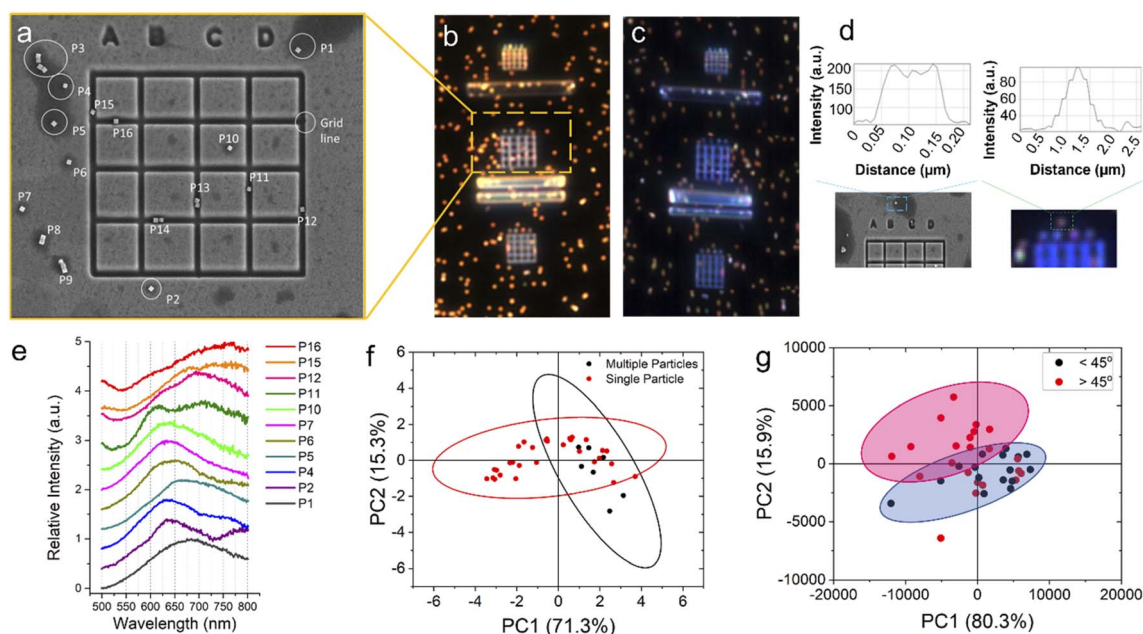 a
A B C D
P1
P3
P4
P15
P5
P16
P10
Grid
line
P6
P11
P13
P7
P12
P14
P8
P9
P2
b
c
d
Intensity (a.u.)
200
150
100
50
0
0.05
0.10
0.15
0.20
Distance (µm)
Intensity (a.u.)
80
60
40
0
0.5
1.0
1.5
2.0
2.5
Distance (µm)
A B C D
e
Relative Intensity (a.u.)
5
4
3
2
1
0
500 550 600 650 700 750 800
Wavelength (nm)
P16
P15
P12
P11
P10
P7
P6
P5
P4
P2
P1
f
Multiple Particles
Single Particle
PC2 (15.3%)
6
4
2
0
-2
-4
-6
-6 -4 -2 0 2 4 6
PC1 (71.3%)
g
< 45º
> 45º
PC2 (15.9%)
10000
5000
0
-5000
-10000
-20000 -10000 0 10000 20000
PC1 (80.3%)